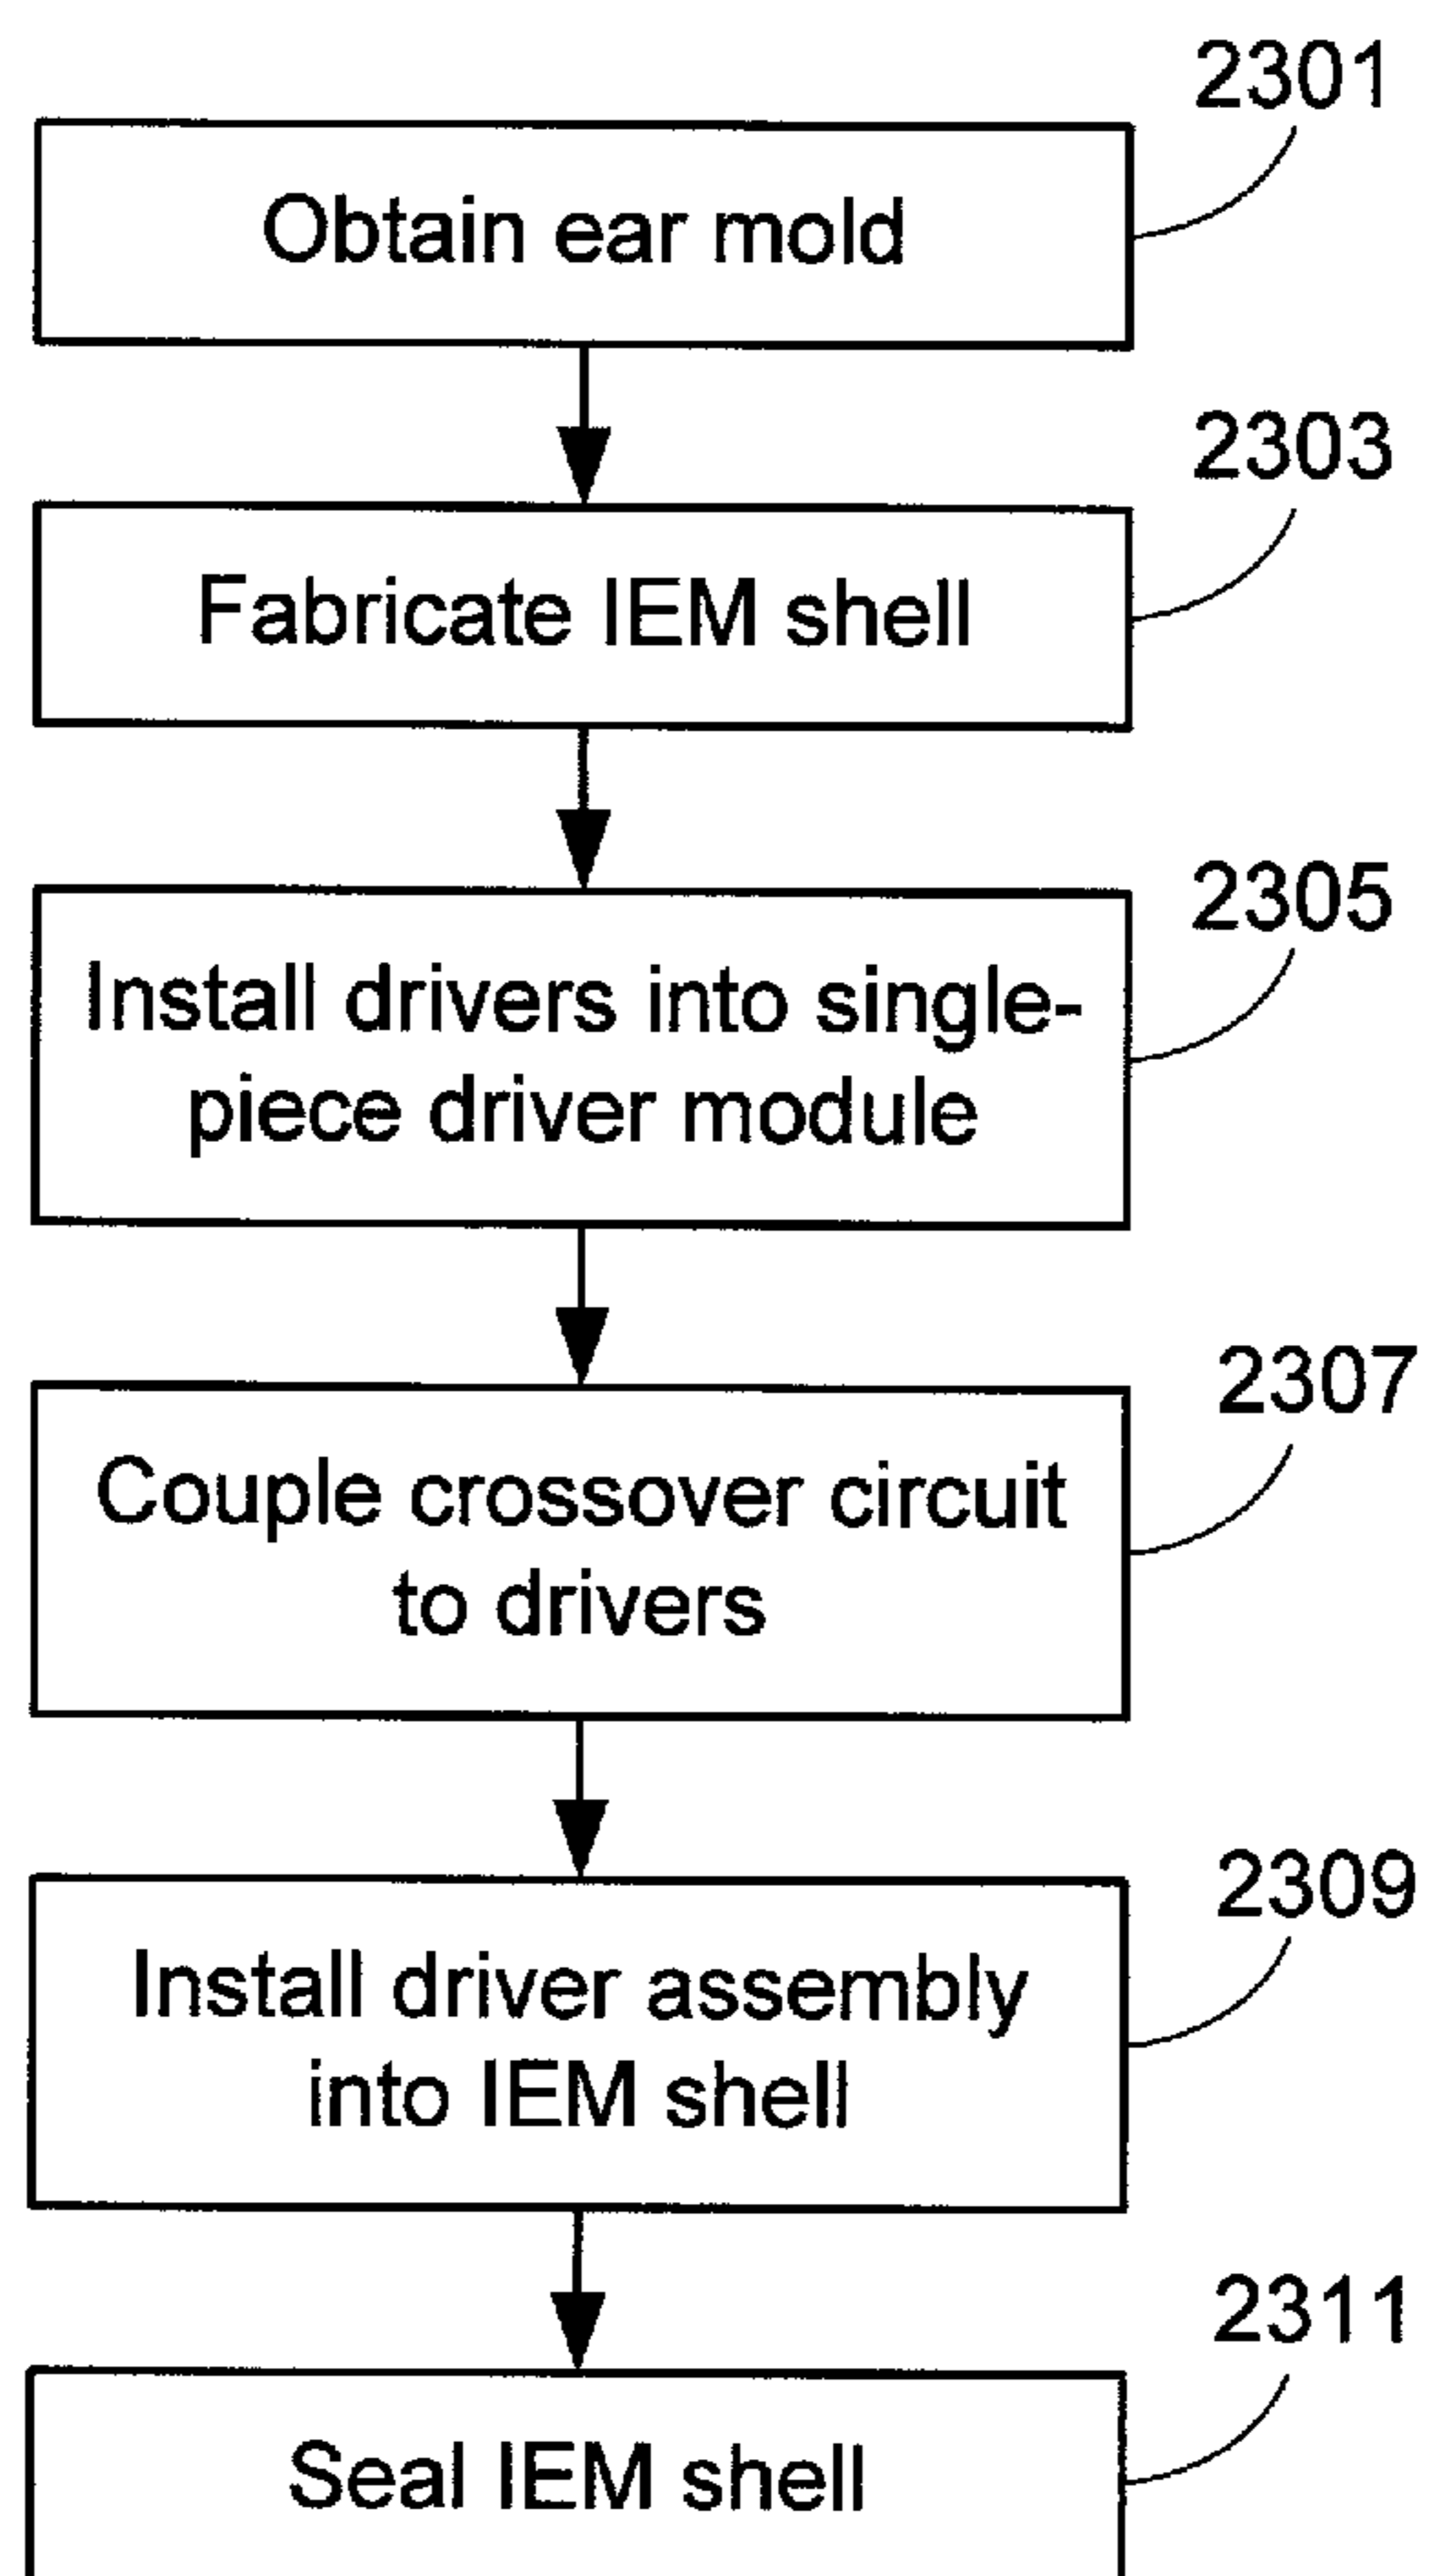 2301
Obtain ear mold
2303
Fabricate IEM shell
2305
Install drivers into single-
piece driver module
2307
Couple crossover circuit
to drivers
2309
Install driver assembly
into IEM shell
2311
Seal IEM shell